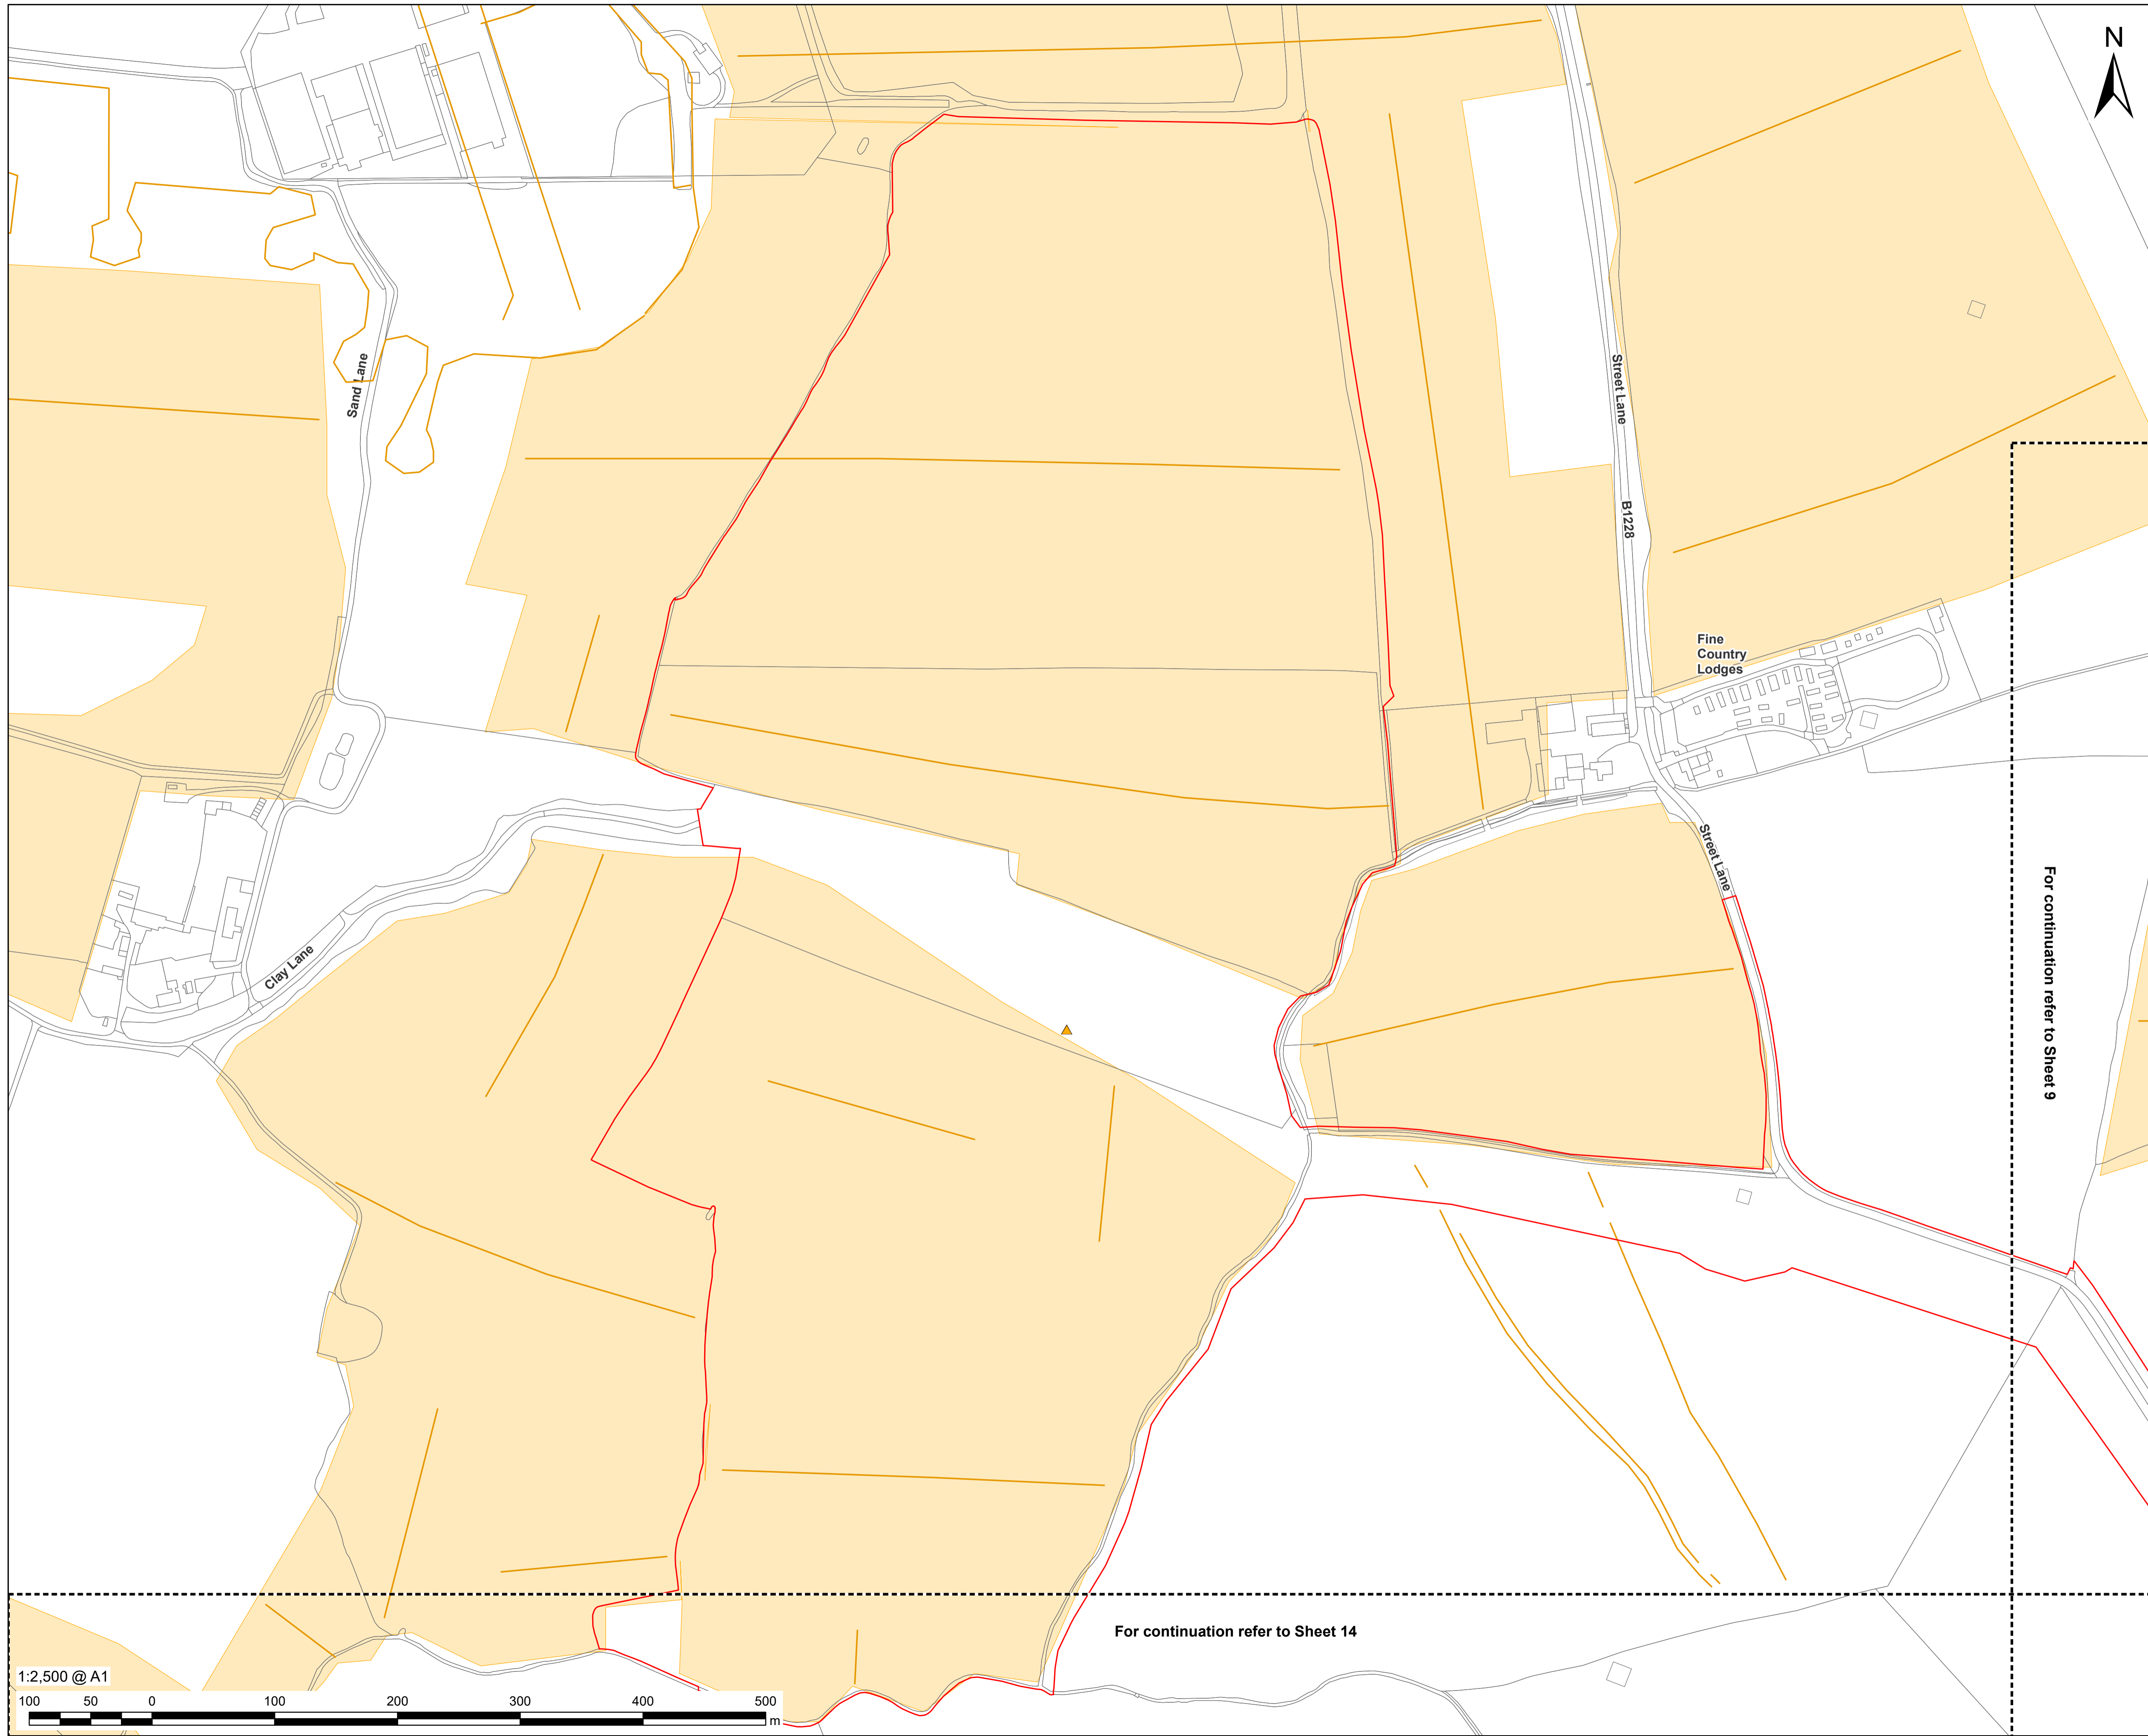 N
Sand Lane
Street Lane
B1228
Fine
Country
Lodges
Street Lane
For continuation refer to Sheet 9
Clay Lane
For continuation refer to Sheet 14
1:2,500 @ A1
100 50 0 100 200 300 400 500
m